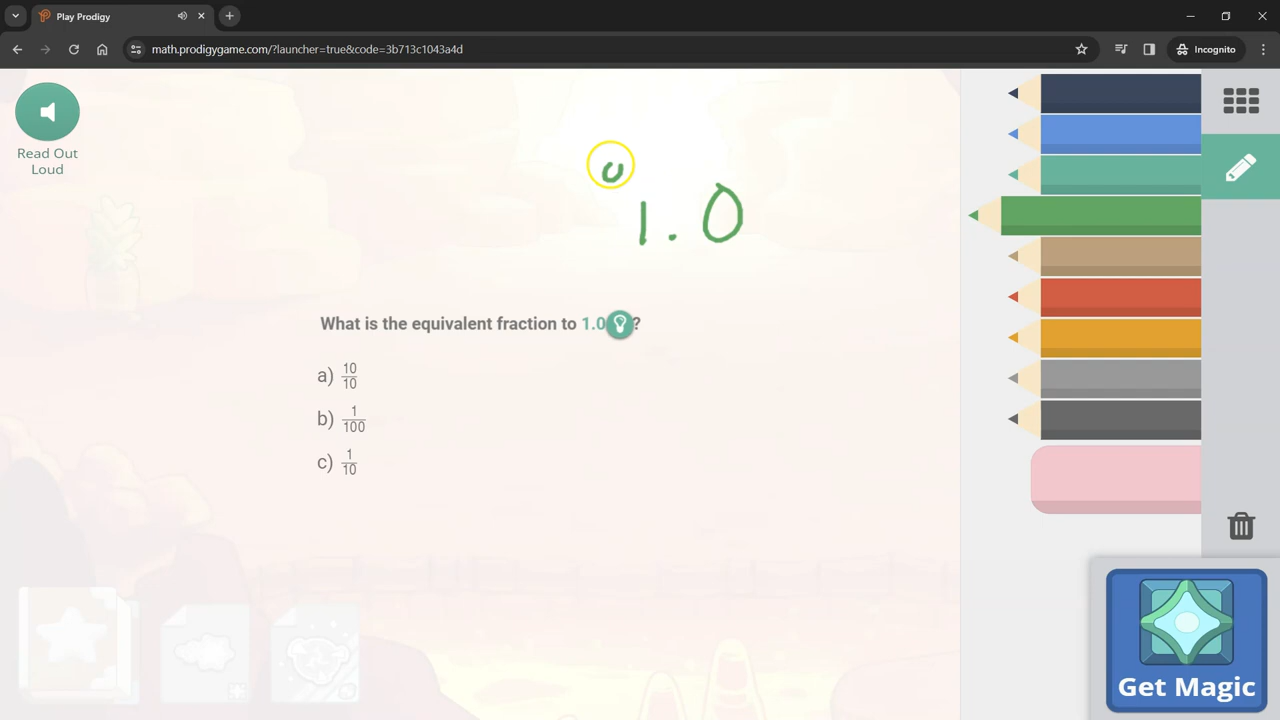 Play Prodigy
math.prodigygame.com/?launcher=true&code=3b713c1043a4d
Incognito
Read Out
Loud
o
1.0
What is the equivalent fraction to 1.0?
a) 10/10
b) 1/100
c) 1/10
Get Magic